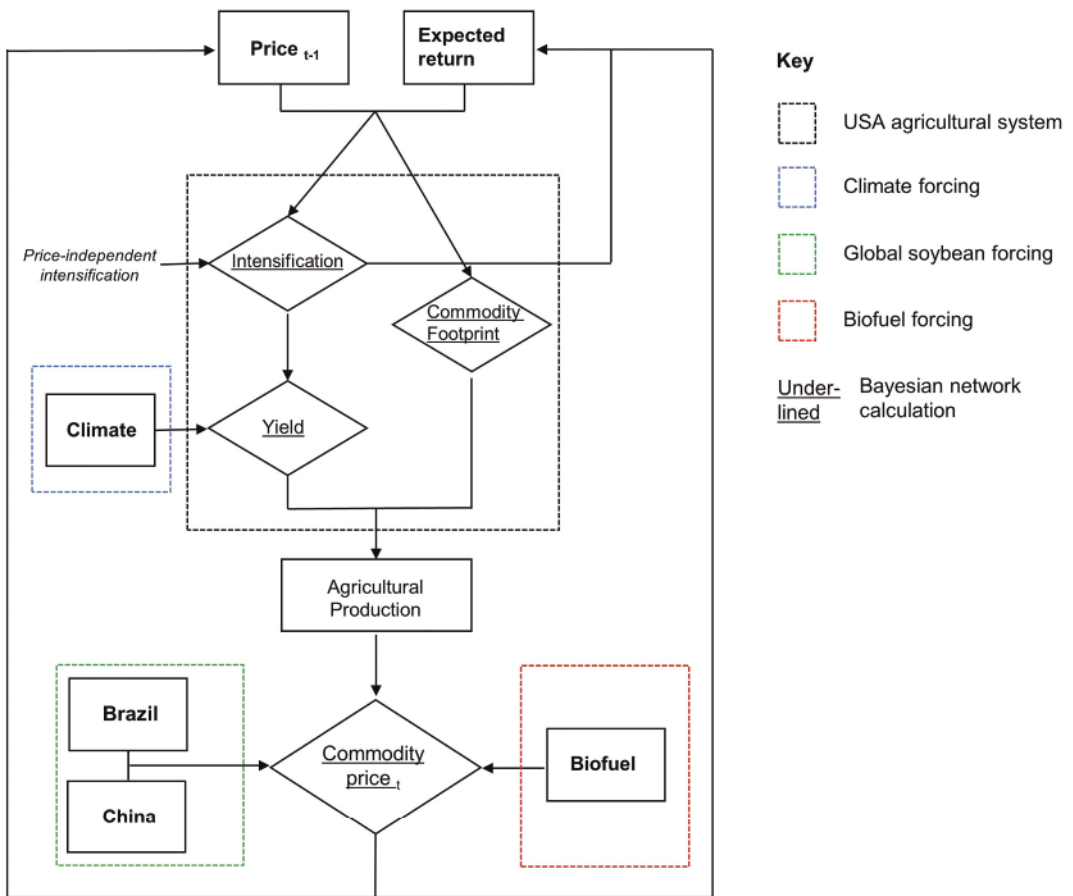 Price t-1
Expected
return
Price-independent
intensification
Intensification
Commodity
Footprint
Climate
Yield
Agricultural
Production
Brazil
China
Commodity
price t
Biofuel
Key
USA agricultural system
Climate forcing
Global soybean forcing
Biofuel forcing
Under-
lined
Bayesian network
calculation